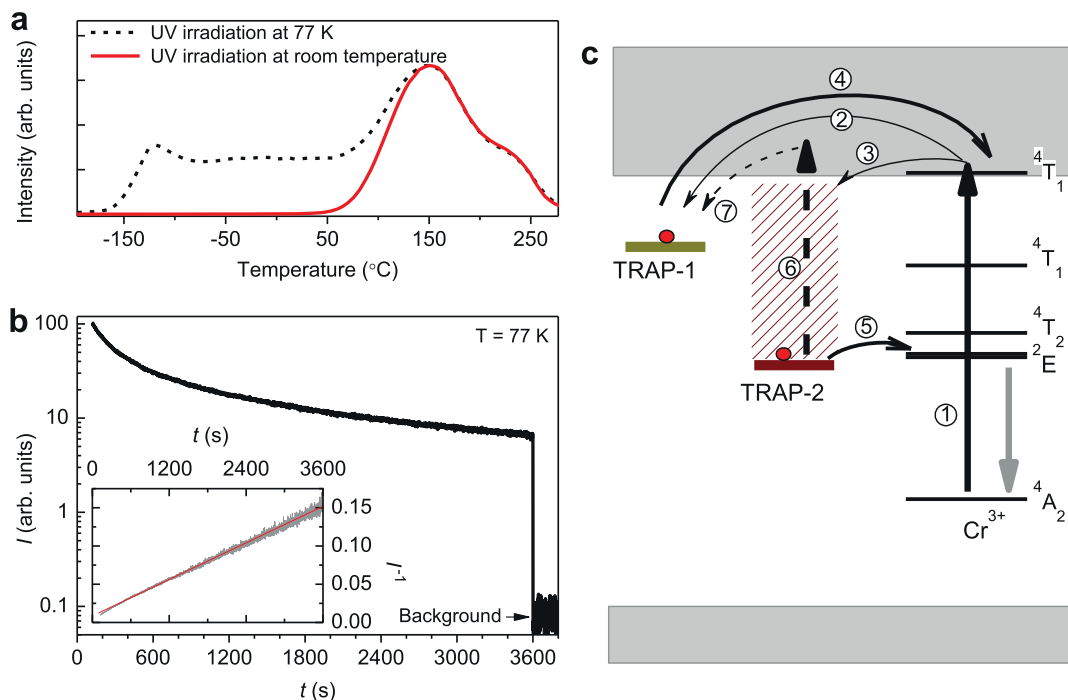 a
UV irradiation at 77 K
UV irradiation at room temperature
Intensity (arb. units)
-150 -50 50 150 250
Temperature (°C)
b
T = 77 K
100
10
1
0.1
I (arb. units)
t (s)
0 1200 2400 3600
0.15
0.10
0.05
0.00
I⁻¹
Background
0 600 1200 1800 2400 3000 3600
t (s)
c
④
②
③
⁴T₁
⑦
TRAP-1
⑥
⁴T₁
⑤
⁴T₂
²E
TRAP-2
①
⁴A₂
Cr³⁺